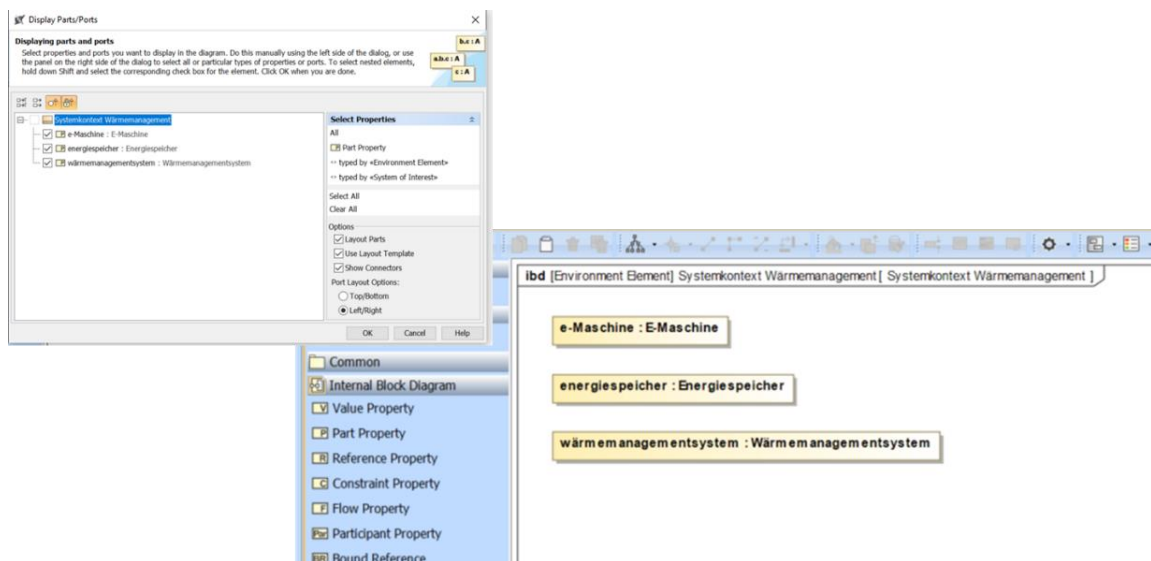 Display Parts/Ports
Displaying parts and ports
Select properties and ports you want to display in the diagram. Do this manually using the left side of the dialog, or use
the panel on the right side of the dialog to select all or particular types of properties or ports. To select nested elements,
hold down Shift and select the corresponding check box for the element. Click OK when you are done.
b.c : A
a.b.c : A
c : A
Systemkontext Wärmemanagement
e-Maschine : E-Maschine
energiespeicher : Energiespeicher
wärmemanagementsystem : Wärmemanagementsystem
Select Properties
All
Part Property
typed by «Environment Element»
typed by «System of Interest»
Select All
Clear All
Options
Layout Parts
Use Layout Template
Show Connectors
Port Layout Options:
Top/Bottom
Left/Right
OK Cancel Help
Common
Internal Block Diagram
V Value Property
P Part Property
R Reference Property
C Constraint Property
F Flow Property
Par Participant Property
BR Bound Reference
ibd [Environment Element] Systemkontext Wärmemanagement[ Systemkontext Wärmemanagement ]
e-Maschine : E-Maschine
energiespeicher : Energiespeicher
wärmemanagementsystem : Wärmemanagementsystem